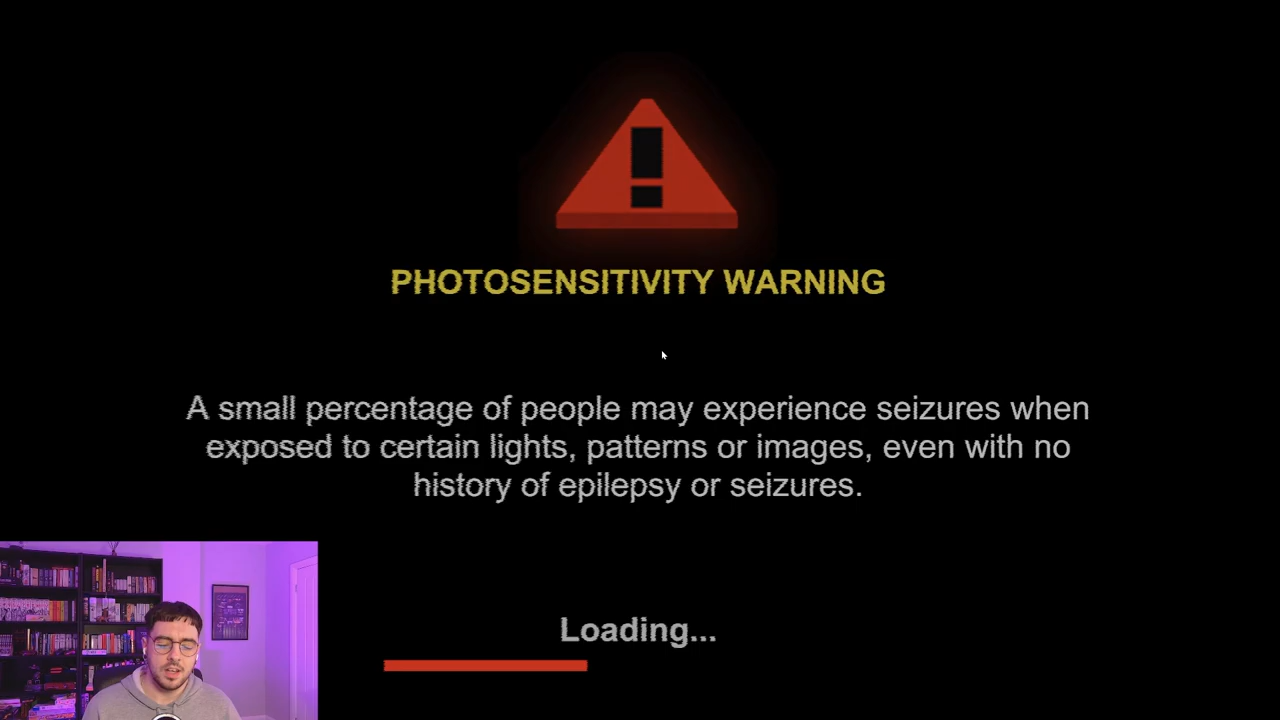 PHOTOSENSITIVITY WARNING
A small percentage of people may experience seizures when
exposed to certain lights, patterns or images, even with no
history of epilepsy or seizures.
Loading...